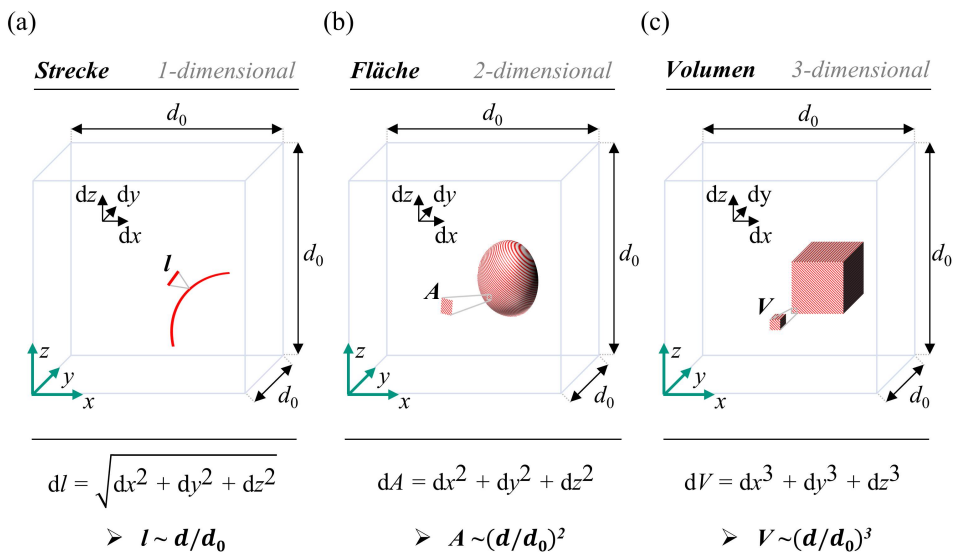 (a)
Strecke 1-dimensional
d₀
dz dy
dx
l
d₀
z
y
x
d₀
dl = √(dx² + dy² + dz²)
➢ l ~ d/d₀
(b)
Fläche 2-dimensional
d₀
dz dy
dx
A
d₀
z
y
x
d₀
dA = dx² + dy² + dz²
➢ A ~(d/d₀)²
(c)
Volumen 3-dimensional
d₀
dz dy
dx
V
d₀
z
y
x
d₀
dV = dx³ + dy³ + dz³
➢ V ~(d/d₀)³